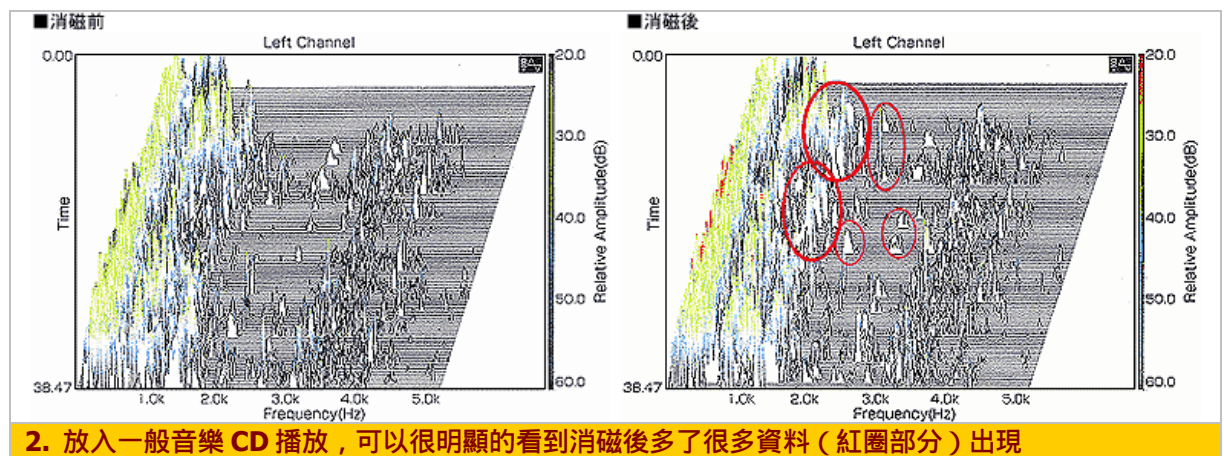 ■消磁前
Left Channel
0.00
20.0
30.0
40.0
50.0
60.0
Relative Amplitude(dB)
Time
38.47
1.0k 2.0k 3.0k 4.0k 5.0k
Frequency(Hz)
■消磁後
Left Channel
0.00
20.0
30.0
40.0
50.0
60.0
Relative Amplitude(dB)
Time
38.47
1.0k 2.0k 3.0k 4.0k 5.0k
Frequency(Hz)
2. 放入一般音樂 CD 播放，可以很明顯的看到消磁後多了很多資料（紅圈部分）出現